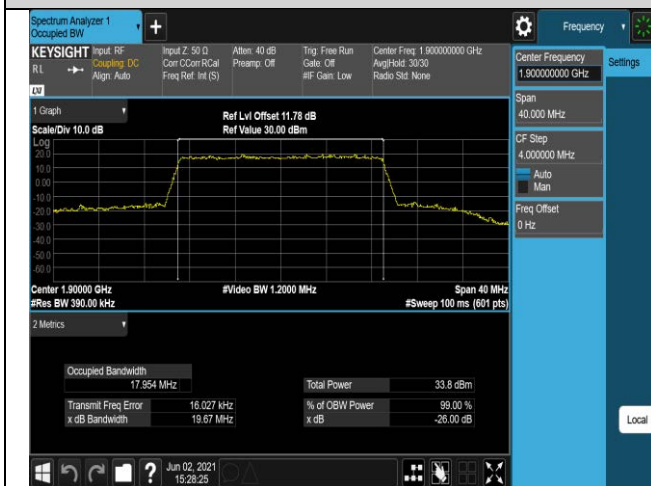 Spectrum Analyzer 1
Occupied BW
Frequency
KEYSIGHT
RL
LXI
Input: RF
Coupling: DC
Align: Auto
Input Z: 50 Ω
Corr CCorr RCal
Freq Ref: Int (S)
Atten: 40 dB
Preamp: Off
Trig: Free Run
Gate: Off
#IF Gain: Low
Center Freq: 1.900000000 GHz
Avg|Hold: 30/30
Radio Std: None
1 Graph
Scale/Div 10.0 dB
Ref Lvl Offset 11.78 dB
Ref Value 30.00 dBm
Log
20.0
10.0
0.00
-10.0
-20.0
-30.0
-40.0
-50.0
-60.0
Center 1.90000 GHz
#Video BW 1.2000 MHz
Span 40 MHz
#Res BW 390.00 kHz
#Sweep 100 ms (601 pts)
2 Metrics
Occupied Bandwidth
17.954 MHz
Total Power 33.8 dBm
Transmit Freq Error 16.027 kHz
% of OBW Power 99.00 %
x dB Bandwidth 19.67 MHz
x dB -26.00 dB
Jun 02, 2021
15:28:25
Center Frequency
1.900000000 GHz
Settings
Span
40.000 MHz
CF Step
4.000000 MHz
Auto
Man
Freq Offset
0 Hz
Local